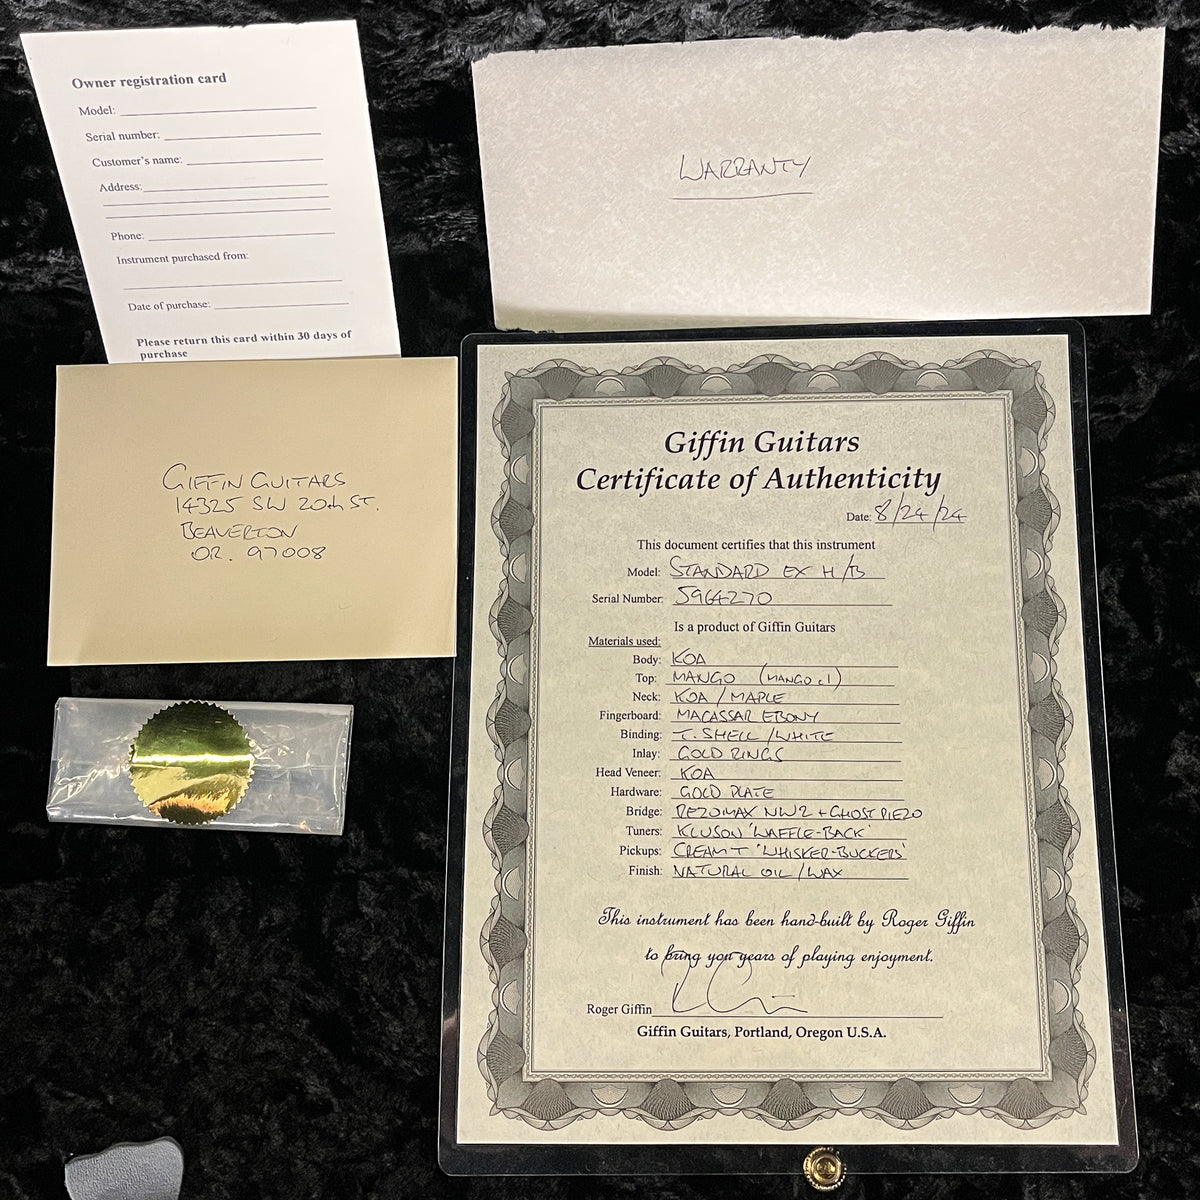 Owner registration card
Model:
Serial number:
Customer's name:
Address:
Phone:
Instrument purchased from:
Date of purchase:
Please return this card within 30 days of
purchase
WARRANTY
GIFFIN GUITARS
14325 SW 20th ST.
BEAVERTON
OR. 97008
Giffin Guitars
Certificate of Authenticity
Date: 8/24/24
This document certifies that this instrument
Model: STANDARD EX H/B
Serial Number: 5964270
Is a product of Giffin Guitars
Materials used:
Body: KOA
Top: MANGO (MANGO.1)
Neck: KOA / MAPLE
Fingerboard: MACASSAR EBONY
Binding: T. SHELL / WHITE
Inlay: GOLD RINGS
Head Veneer: KOA
Hardware: GOLD PLATE
Bridge: NW2 + GHOST PIEZO
Tuners: KLUSON 'WAFFLE-BACK'
Pickups: CREAM T 'WHISKER-BUCKERS'
Finish: NATURAL OIL / WAX
This instrument has been hand-built by Roger Giffin
to bring you years of playing enjoyment.
Roger Giffin
Giffin Guitars, Portland, Oregon U.S.A.